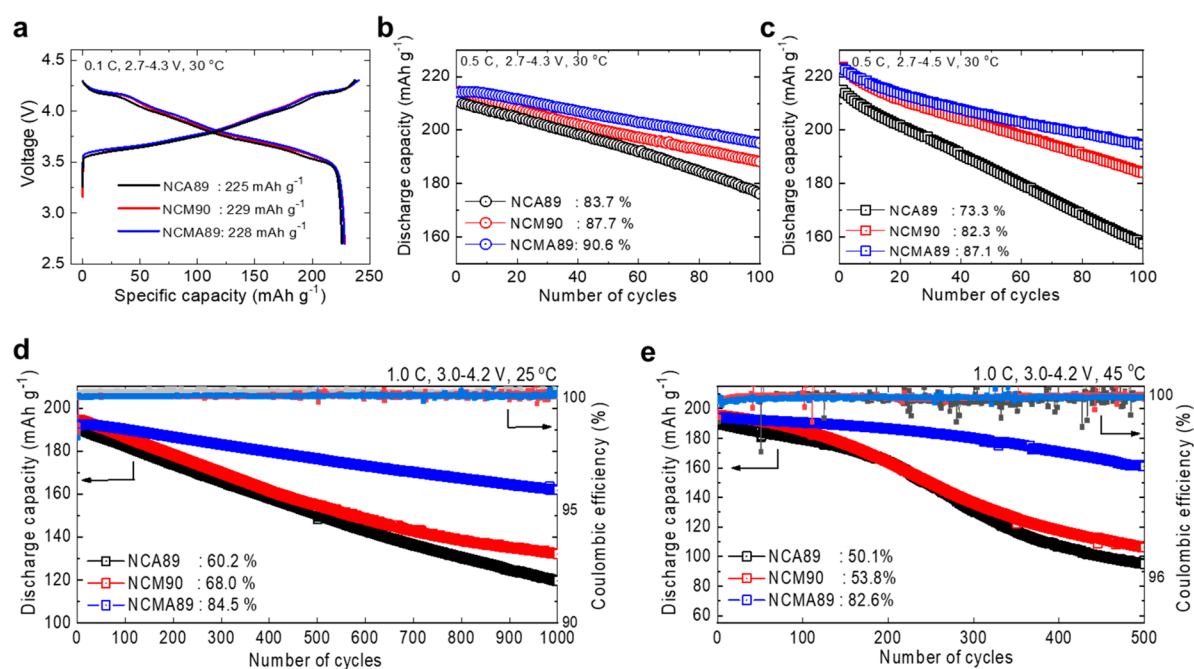 a
0.1 C, 2.7-4.3 V, 30 °C
4.5
4.0
3.5
3.0
2.5
Voltage (V)
NCA89 : 225 mAh g⁻¹
NCM90 : 229 mAh g⁻¹
NCMA89: 228 mAh g⁻¹
0 50 100 150 200 250
Specific capacity (mAh g⁻¹)
b
0.5 C, 2.7-4.3 V, 30 °C
220
200
180
160
Discharge capacity (mAh g⁻¹)
NCA89 : 83.7 %
NCM90 : 87.7 %
NCMA89: 90.6 %
0 20 40 60 80 100
Number of cycles
c
0.5 C, 2.7-4.5 V, 30 °C
220
200
180
160
Discharge capacity (mAh g⁻¹)
NCA89 : 73.3 %
NCM90 : 82.3 %
NCMA89 : 87.1 %
0 20 40 60 80 100
Number of cycles
d
1.0 C, 3.0-4.2 V, 25 °C
200
180
160
140
120
100
Discharge capacity (mAh g⁻¹)
100
95
90
Coulombic efficiency (%)
NCA89 : 60.2 %
NCM90 : 68.0 %
NCMA89 : 84.5 %
0 100 200 300 400 500 600 700 800 900 1000
Number of cycles
e
1.0 C, 3.0-4.2 V, 45 °C
200
180
160
140
120
100
80
60
Discharge capacity (mAh g⁻¹)
100
96
Coulombic efficiency (%)
NCA89 : 50.1%
NCM90 : 53.8%
NCMA89 : 82.6%
0 100 200 300 400 500
Number of cycles